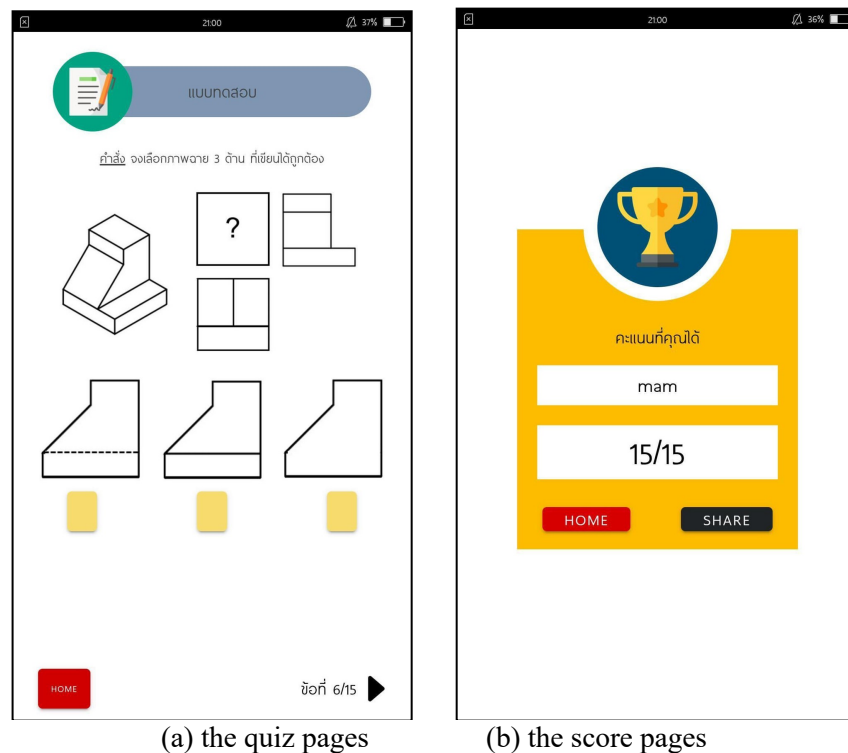 21:00
37%
แบบทดสอบ
คำสั่ง จงเลือกภาพฉาย 3 ด้าน ที่เขียนได้ถูกต้อง
?
HOME
ข้อที่ 6/15
(a) the quiz pages
21:00
36%
คะแนนที่คุณได้
mam
15/15
HOME
SHARE
(b) the score pages